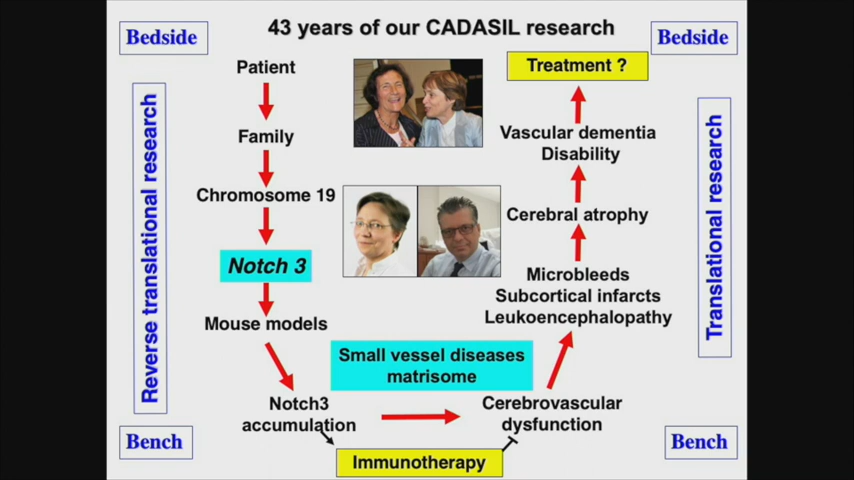 43 years of our CADASIL research
Bedside
Bedside
Reverse translational research
Patient
Family
Chromosome 19
Notch 3
Mouse models
Notch3
accumulation
Bench
Small vessel diseases
matrisome
Immunotherapy
Treatment ?
Vascular dementia
Disability
Cerebral atrophy
Microbleeds
Subcortical infarcts
Leukoencephalopathy
Cerebrovascular
dysfunction
Translational research
Bench